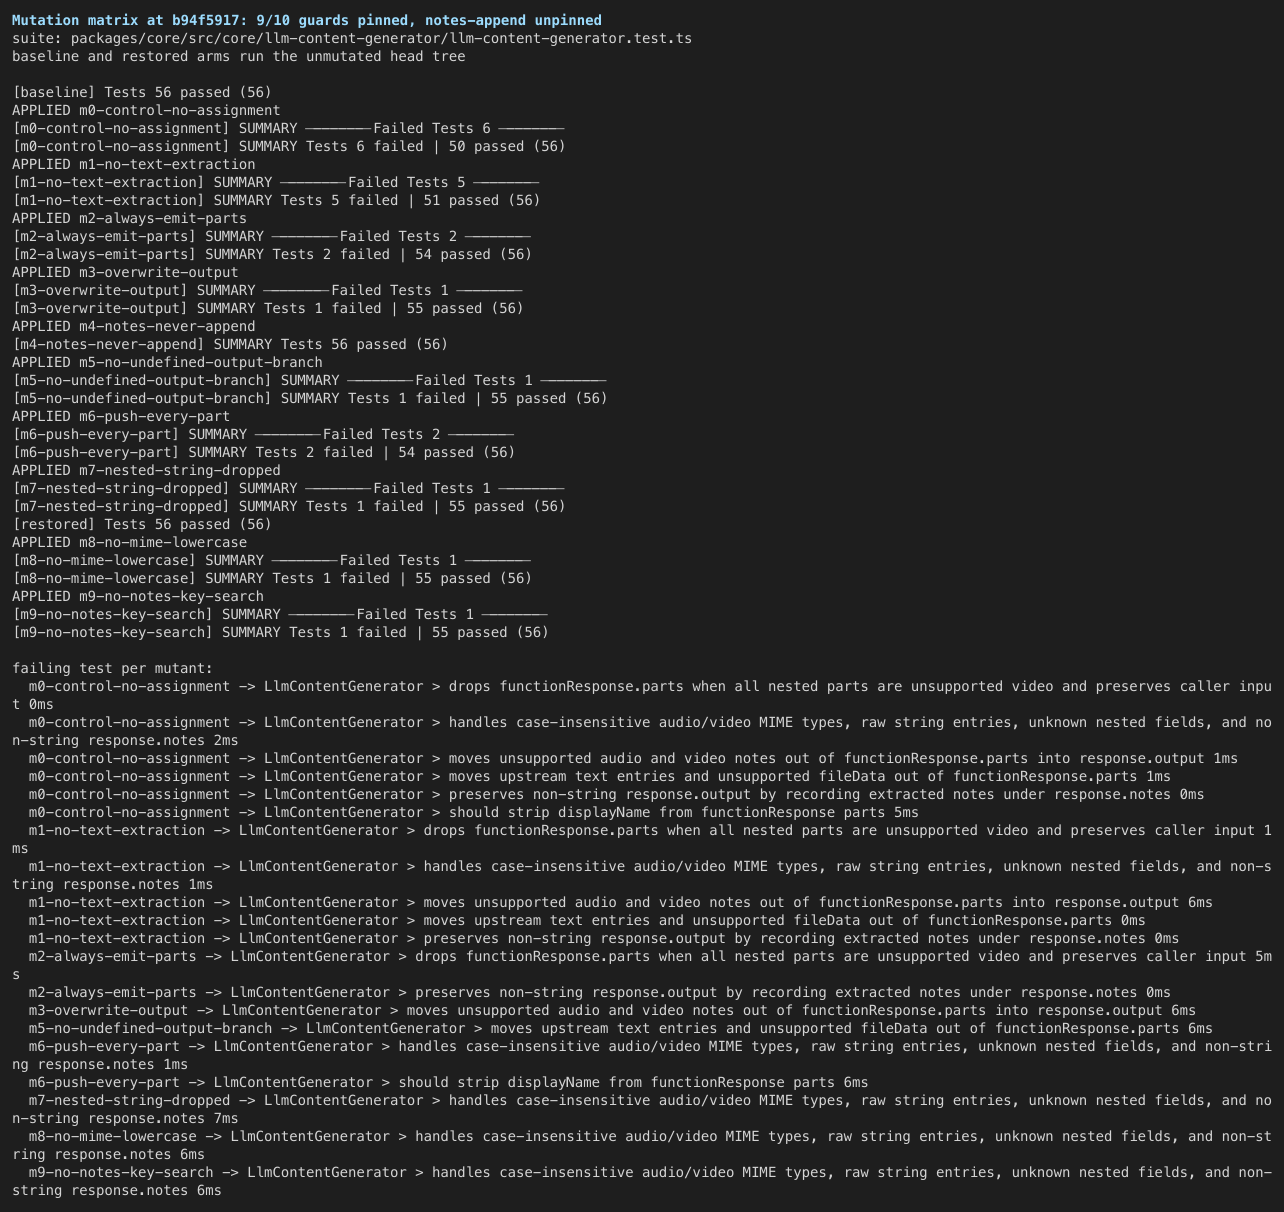 Mutation matrix at b94f5917: 9/10 guards pinned, notes-append unpinned
suite: packages/core/src/core/llm-content-generator/llm-content-generator.test.ts
baseline and restored arms run the unmutated head tree
[baseline] Tests 56 passed (56)
APPLIED m0-control-no-assignment
[m0-control-no-assignment] SUMMARY ———————Failed Tests 6 ———————
[m0-control-no-assignment] SUMMARY Tests 6 failed | 50 passed (56)
APPLIED m1-no-text-extraction
[m1-no-text-extraction] SUMMARY ———————Failed Tests 5 ———————
[m1-no-text-extraction] SUMMARY Tests 5 failed | 51 passed (56)
APPLIED m2-always-emit-parts
[m2-always-emit-parts] SUMMARY ———————Failed Tests 2 ———————
[m2-always-emit-parts] SUMMARY Tests 2 failed | 54 passed (56)
APPLIED m3-overwrite-output
[m3-overwrite-output] SUMMARY ———————Failed Tests 1 ———————
[m3-overwrite-output] SUMMARY Tests 1 failed | 55 passed (56)
APPLIED m4-notes-never-append
[m4-notes-never-append] SUMMARY Tests 56 passed (56)
APPLIED m5-no-undefined-output-branch
[m5-no-undefined-output-branch] SUMMARY ———————Failed Tests 1 ———————
[m5-no-undefined-output-branch] SUMMARY Tests 1 failed | 55 passed (56)
APPLIED m6-push-every-part
[m6-push-every-part] SUMMARY ———————Failed Tests 2 ———————
[m6-push-every-part] SUMMARY Tests 2 failed | 54 passed (56)
APPLIED m7-nested-string-dropped
[m7-nested-string-dropped] SUMMARY ———————Failed Tests 1 ———————
[m7-nested-string-dropped] SUMMARY Tests 1 failed | 55 passed (56)
[restored] Tests 56 passed (56)
APPLIED m8-no-mime-lowercase
[m8-no-mime-lowercase] SUMMARY ———————Failed Tests 1 ———————
[m8-no-mime-lowercase] SUMMARY Tests 1 failed | 55 passed (56)
APPLIED m9-no-notes-key-search
[m9-no-notes-key-search] SUMMARY ———————Failed Tests 1 ———————
[m9-no-notes-key-search] SUMMARY Tests 1 failed | 55 passed (56)
failing test per mutant:
m0-control-no-assignment -> LlmContentGenerator > drops functionResponse.parts when all nested parts are unsupported video and preserves caller inpu
t 0ms
m0-control-no-assignment -> LlmContentGenerator > handles case-insensitive audio/video MIME types, raw string entries, unknown nested fields, and no
n-string response.notes 2ms
m0-control-no-assignment -> LlmContentGenerator > moves unsupported audio and video notes out of functionResponse.parts into response.output 1ms
m0-control-no-assignment -> LlmContentGenerator > moves upstream text entries and unsupported fileData out of functionResponse.parts 1ms
m0-control-no-assignment -> LlmContentGenerator > preserves non-string response.output by recording extracted notes under response.notes 0ms
m0-control-no-assignment -> LlmContentGenerator > should strip displayName from functionResponse parts 5ms
m1-no-text-extraction -> LlmContentGenerator > drops functionResponse.parts when all nested parts are unsupported video and preserves caller input 1
ms
m1-no-text-extraction -> LlmContentGenerator > handles case-insensitive audio/video MIME types, raw string entries, unknown nested fields, and non-s
tring response.notes 1ms
m1-no-text-extraction -> LlmContentGenerator > moves unsupported audio and video notes out of functionResponse.parts into response.output 6ms
m1-no-text-extraction -> LlmContentGenerator > moves upstream text entries and unsupported fileData out of functionResponse.parts 0ms
m1-no-text-extraction -> LlmContentGenerator > preserves non-string response.output by recording extracted notes under response.notes 0ms
m2-always-emit-parts -> LlmContentGenerator > drops functionResponse.parts when all nested parts are unsupported video and preserves caller input 5m
s
m2-always-emit-parts -> LlmContentGenerator > preserves non-string response.output by recording extracted notes under response.notes 0ms
m3-overwrite-output -> LlmContentGenerator > moves unsupported audio and video notes out of functionResponse.parts into response.output 6ms
m5-no-undefined-output-branch -> LlmContentGenerator > moves upstream text entries and unsupported fileData out of functionResponse.parts 6ms
m6-push-every-part -> LlmContentGenerator > handles case-insensitive audio/video MIME types, raw string entries, unknown nested fields, and non-stri
ng response.notes 1ms
m6-push-every-part -> LlmContentGenerator > should strip displayName from functionResponse parts 6ms
m7-nested-string-dropped -> LlmContentGenerator > handles case-insensitive audio/video MIME types, raw string entries, unknown nested fields, and no
n-string response.notes 7ms
m8-no-mime-lowercase -> LlmContentGenerator > handles case-insensitive audio/video MIME types, raw string entries, unknown nested fields, and non-st
ring response.notes 6ms
m9-no-notes-key-search -> LlmContentGenerator > handles case-insensitive audio/video MIME types, raw string entries, unknown nested fields, and non-
string response.notes 6ms